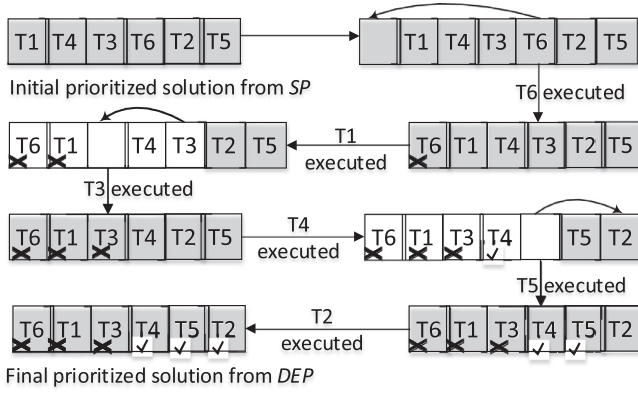 T1 T4 T3 T6 T2 T5
T1 T4 T3 T6 T2 T5
Initial prioritized solution from SP
T6 executed
T6 T1 T4 T3 T2 T5
T1
executed
T6 T1 T4 T3 T2 T5
T3 executed
T6 T1 T3 T4 T2 T5
T4
executed
T6 T1 T3 T4 T5 T2
T5 executed
T6 T1 T3 T4 T5 T2
T2
executed
T6 T1 T3 T4 T5 T2
Final prioritized solution from DEP